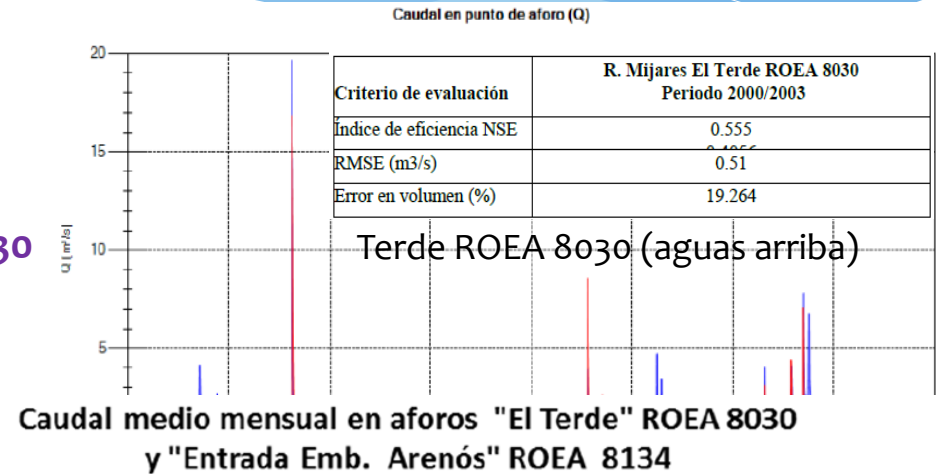 Caudal en punto de aforo (Q)
20
15
10
5
Q [m³/s]
30
Criterio de evaluación
R. Mijares El Terde ROEA 8030
Periodo 2000/2003
Índice de eficiencia NSE
0.555
RMSE (m3/s)
0.51
Error en volumen (%)
19.264
Terde ROEA 8030 (aguas arriba)
Caudal medio mensual en aforos "El Terde" ROEA 8030
y "Entrada Emb. Arenós" ROEA 8134